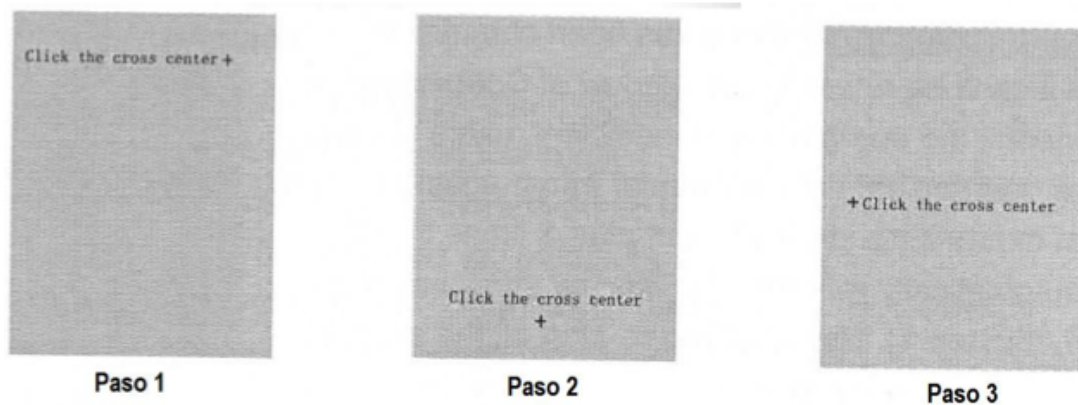 Click the cross center +
Paso 1
Click the cross center
+
Paso 2
+Click the cross center
Paso 3